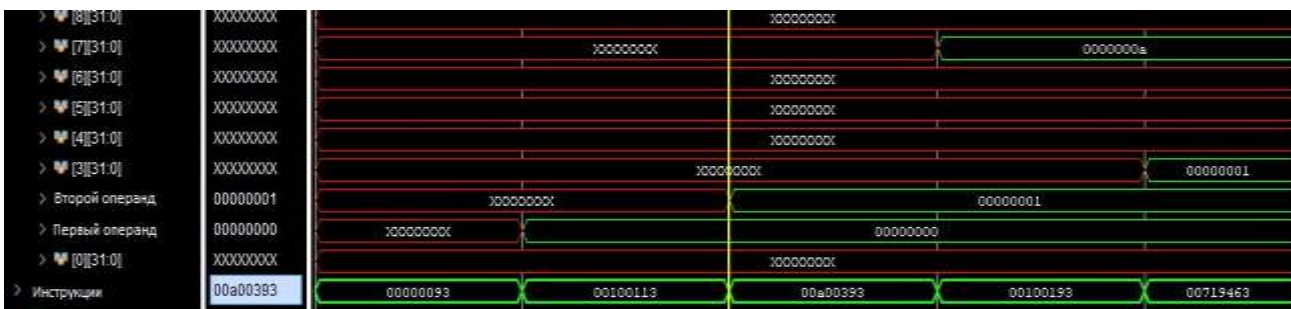 > [8][31:0] XXXXXXXX XXXXXXXX
> [7][31:0] XXXXXXXX XXXXXXXX 0000000a
> [6][31:0] XXXXXXXX XXXXXXXX
> [5][31:0] XXXXXXXX XXXXXXXX
> [4][31:0] XXXXXXXX XXXXXXXX
> [3][31:0] XXXXXXXX XXXXXXXX 00000001
> Второй операнд 00000001 XXXXXXXX 00000001
> Первый операнд 00000000 XXXXXXXX 00000000
> [0][31:0] XXXXXXXX XXXXXXXX
> Инструкции 00a00393 00000093 00100113 00a00393 00100193 00719463